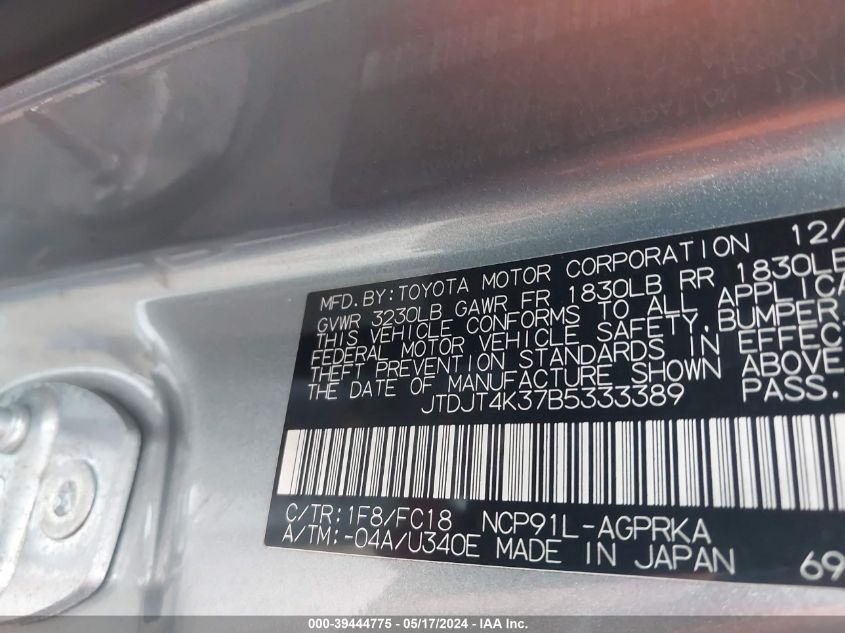 MFD. BY: TOYOTA MOTOR CORPORATION 12/
GVWR 3230LB GAWR FR 1830LB RR 1830LB
THIS VEHICLE CONFORMS TO ALL APPLICA
FEDERAL MOTOR VEHICLE SAFETY, BUMPER,
THEFT PREVENTION STANDARDS IN EFFEC
THE DATE OF MANUFACTURE SHOWN ABOVE
JTDJT4K37B5333389 PASS.
C/TR: 1F8/FC18 NCP91L-AGPRKA
A/TM: -04A/U340E MADE IN JAPAN 69
000-39444775 - 05/17/2024 - IAA Inc.